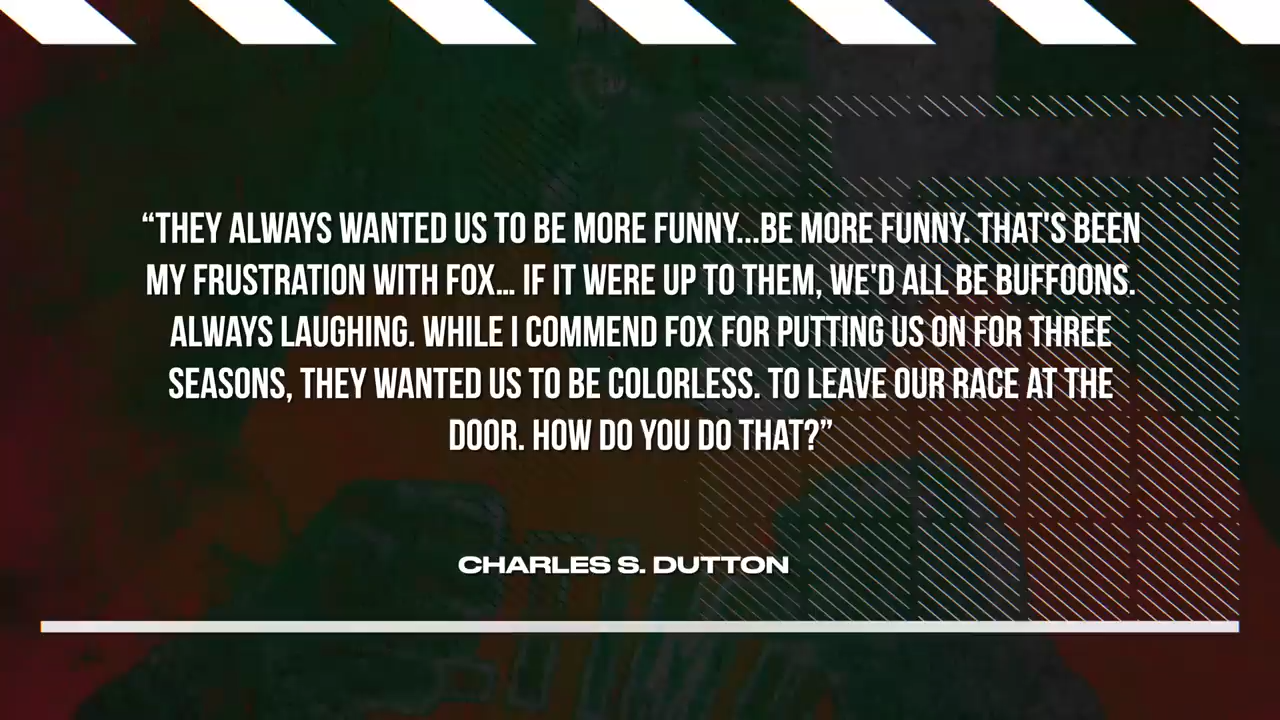 “THEY ALWAYS WANTED US TO BE MORE FUNNY...BE MORE FUNNY. THAT'S BEEN
MY FRUSTRATION WITH FOX... IF IT WERE UP TO THEM, WE'D ALL BE BUFFOONS.
ALWAYS LAUGHING. WHILE I COMMEND FOX FOR PUTTING US ON FOR THREE
SEASONS, THEY WANTED US TO BE COLORLESS. TO LEAVE OUR RACE AT THE
DOOR. HOW DO YOU DO THAT?”
CHARLES S. DUTTON